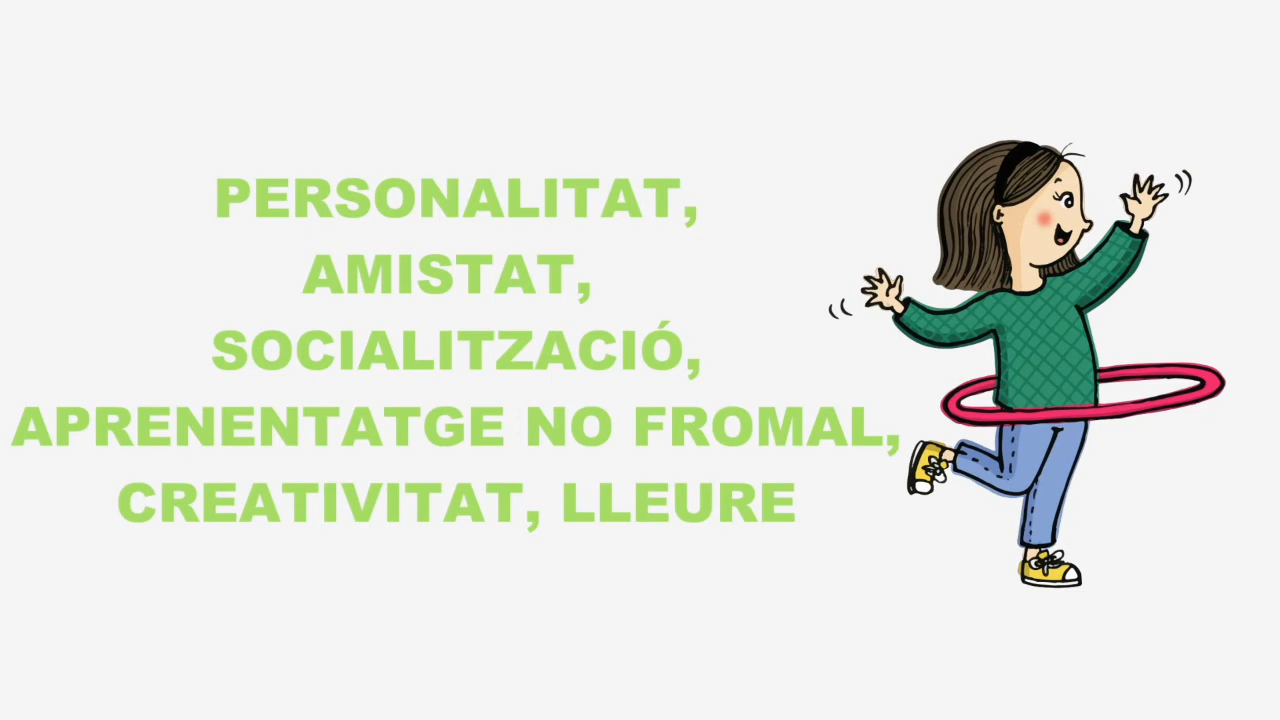 PERSONALITAT,
AMISTAT,
SOCIALITZACIÓ,
APRENENTATGE NO FROMAL,
CREATIVITAT, LLEURE